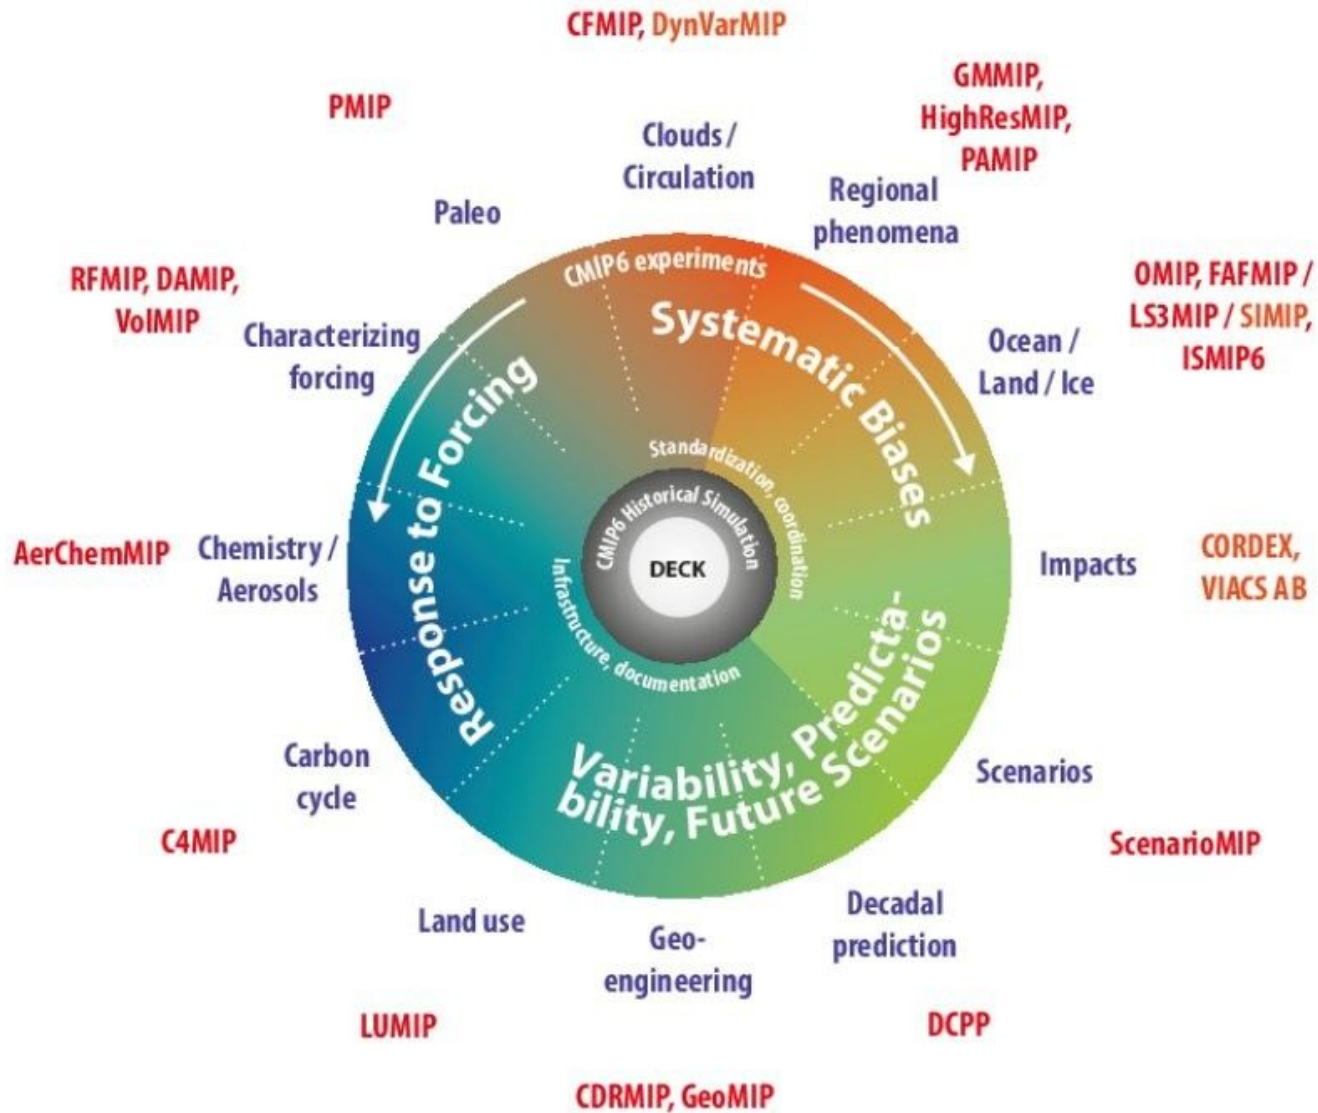 CFMIP, DynVarMIP
GMMIP,
HighResMIP,
PAMIP
PMIP
Clouds /
Circulation
Regional
phenomena
Paleo
RFMIP, DAMIP,
VolMIP
Characterizing
forcing
OMIP, FAFMIP /
LS3MIP / SIMIP,
ISMIP6
Ocean /
Land / Ice
CMIP6 experiments
Systematic Biases
Response to Forcing
Standardization, coordination
CMIP6 Historical Simulation
DECK
Infrastructure, documentation
Variability, Predicta-
bility, Future Scenarios
AerChemMIP
Chemistry /
Aerosols
Impacts
CORDEX,
VIACS AB
Carbon
cycle
Scenarios
C4MIP
ScenarioMIP
Land use
Geo-
engineering
Decadal
prediction
LUMIP
DCPP
CDRMIP, GeoMIP